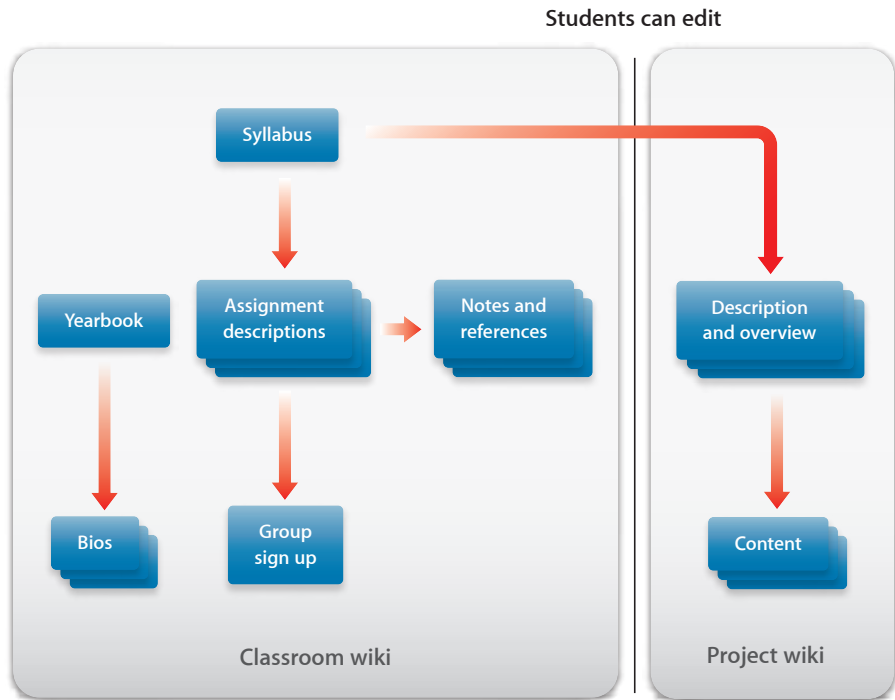 Students can edit
Syllabus
Yearbook
Assignment
descriptions
Notes and
references
Description
and overview
Bios
Group
sign up
Content
Classroom wiki
Project wiki